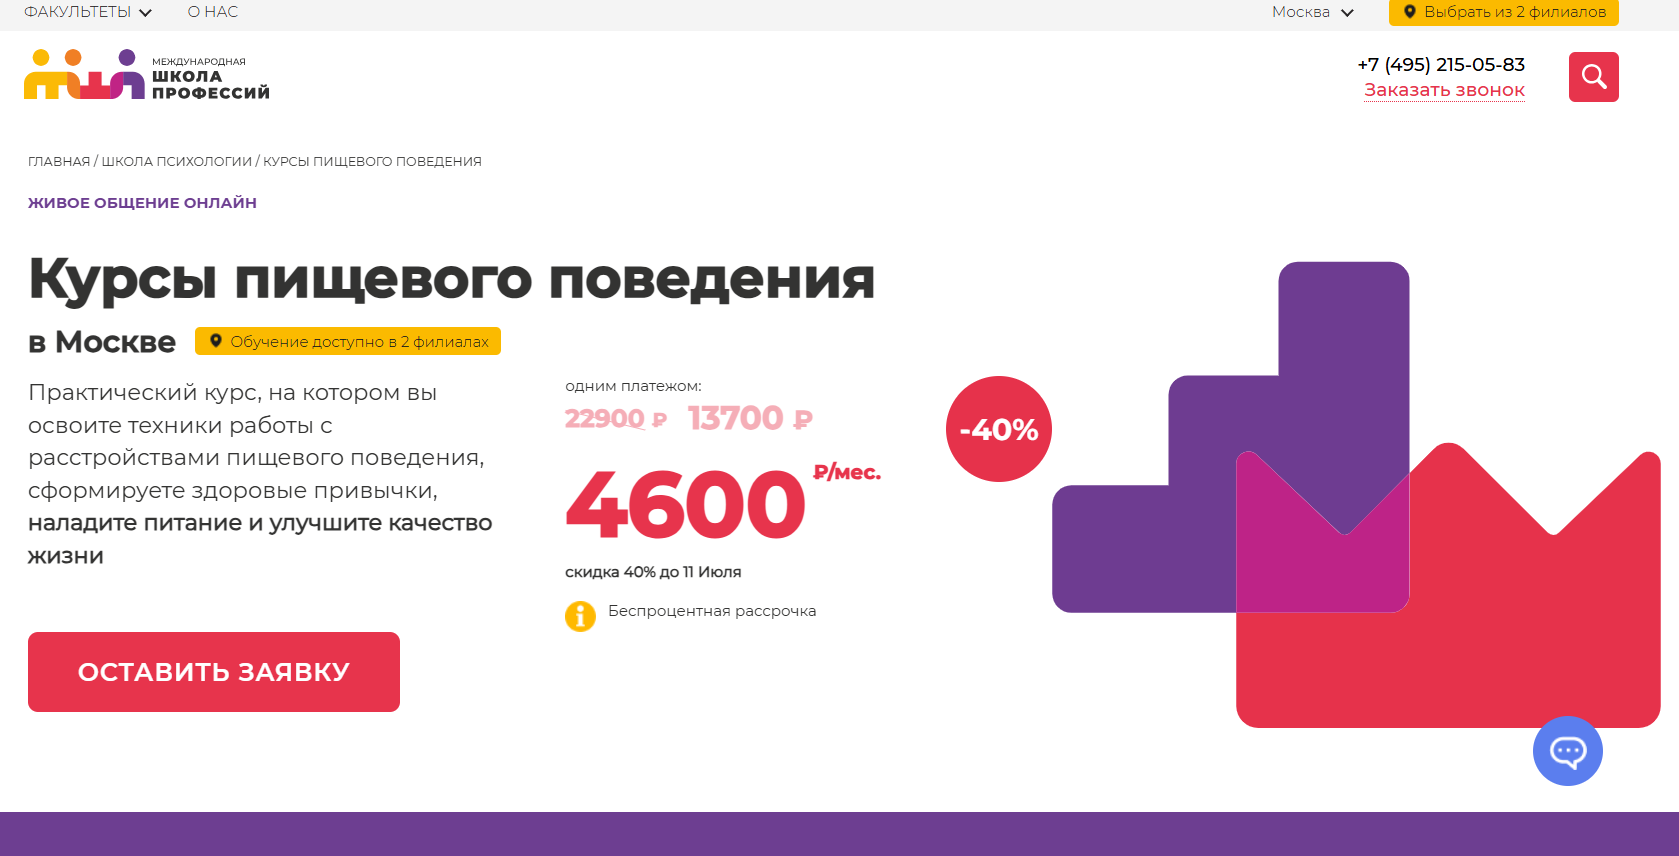 ФАКУЛЬТЕТЫ О НАС Москва Выбрать из 2 филиалов
МЕЖДУНАРОДНАЯ
ШКОЛА
ПРОФЕССИЙ
+7 (495) 215-05-83
Заказать звонок
ГЛАВНАЯ / ШКОЛА ПСИХОЛОГИИ / КУРСЫ ПИЩЕВОГО ПОВЕДЕНИЯ
ЖИВОЕ ОБЩЕНИЕ ОНЛАЙН
Курсы пищевого поведения
в Москве Обучение доступно в 2 филиалах
Практический курс, на котором вы
освоите техники работы с
расстройствами пищевого поведения,
сформируете здоровые привычки,
наладите питание и улучшите качество
жизни
одним платежом:
22900 ₽ 13700 ₽
4600 ₽/мес.
скидка 40% до 11 Июля
Беспроцентная рассрочка
-40%
ОСТАВИТЬ ЗАЯВКУ